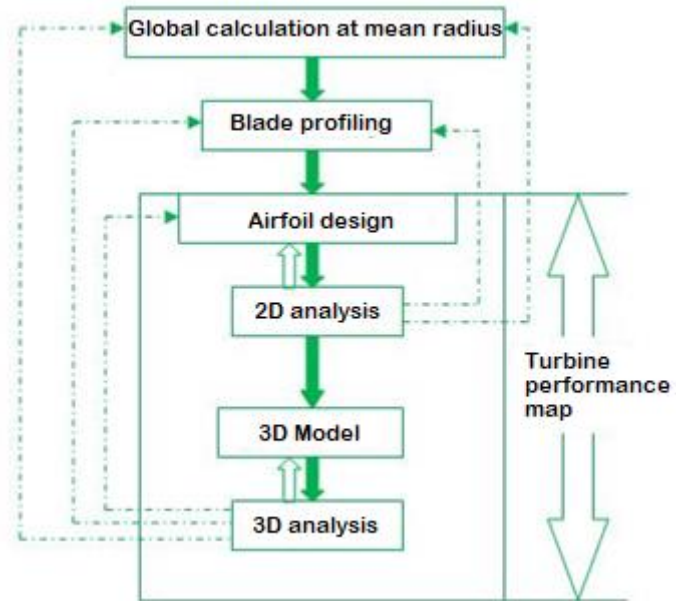 Global calculation at mean radius
Blade profiling
Airfoil design
2D analysis
Turbine
performance
map
3D Model
3D analysis